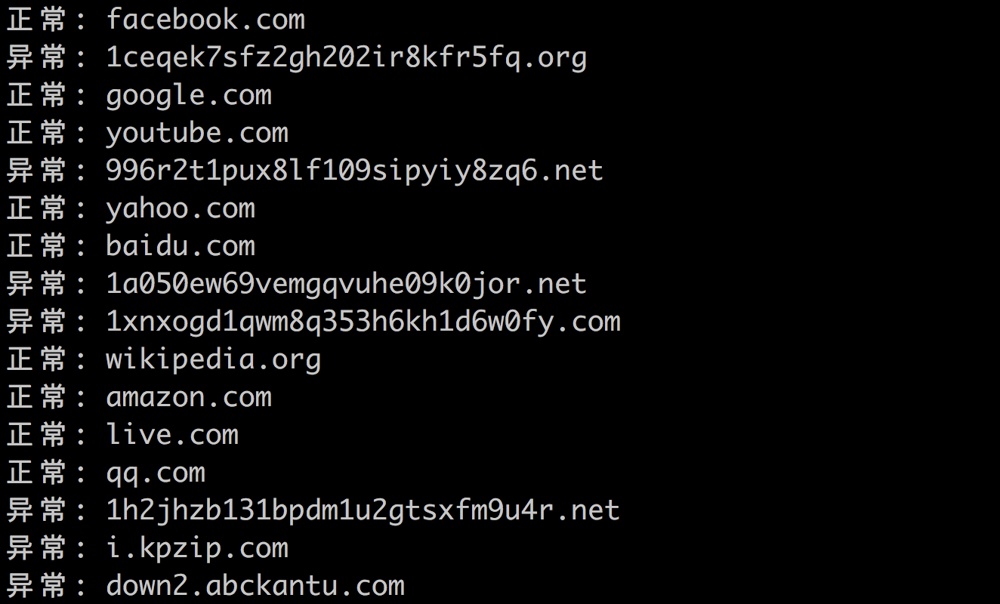 正常: facebook.com
异常: 1ceqek7sfz2gh202ir8kfr5fq.org
正常: google.com
正常: youtube.com
异常: 996r2t1pux8lf109sipyiy8zq6.net
正常: yahoo.com
正常: baidu.com
异常: 1a050ew69vemgqvuhe09k0jor.net
异常: 1xnxogd1qwm8q353h6kh1d6w0fy.com
正常: wikipedia.org
正常: amazon.com
正常: live.com
正常: qq.com
异常: 1h2jhzb131bpdm1u2gtsxfm9u4r.net
异常: i.kpzip.com
异常: down2.abckantu.com